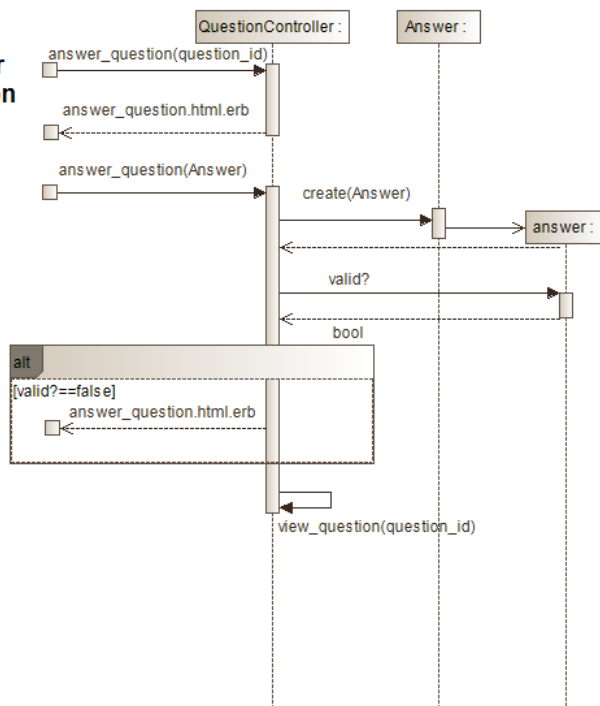 QuestionController :
Answer :
answer_question(question_id)
r
on
answer_question.html.erb
answer_question(Answer)
create(Answer)
answer :
valid?
bool
alt
[valid?==false]
answer_question.html.erb
view_question(question_id)